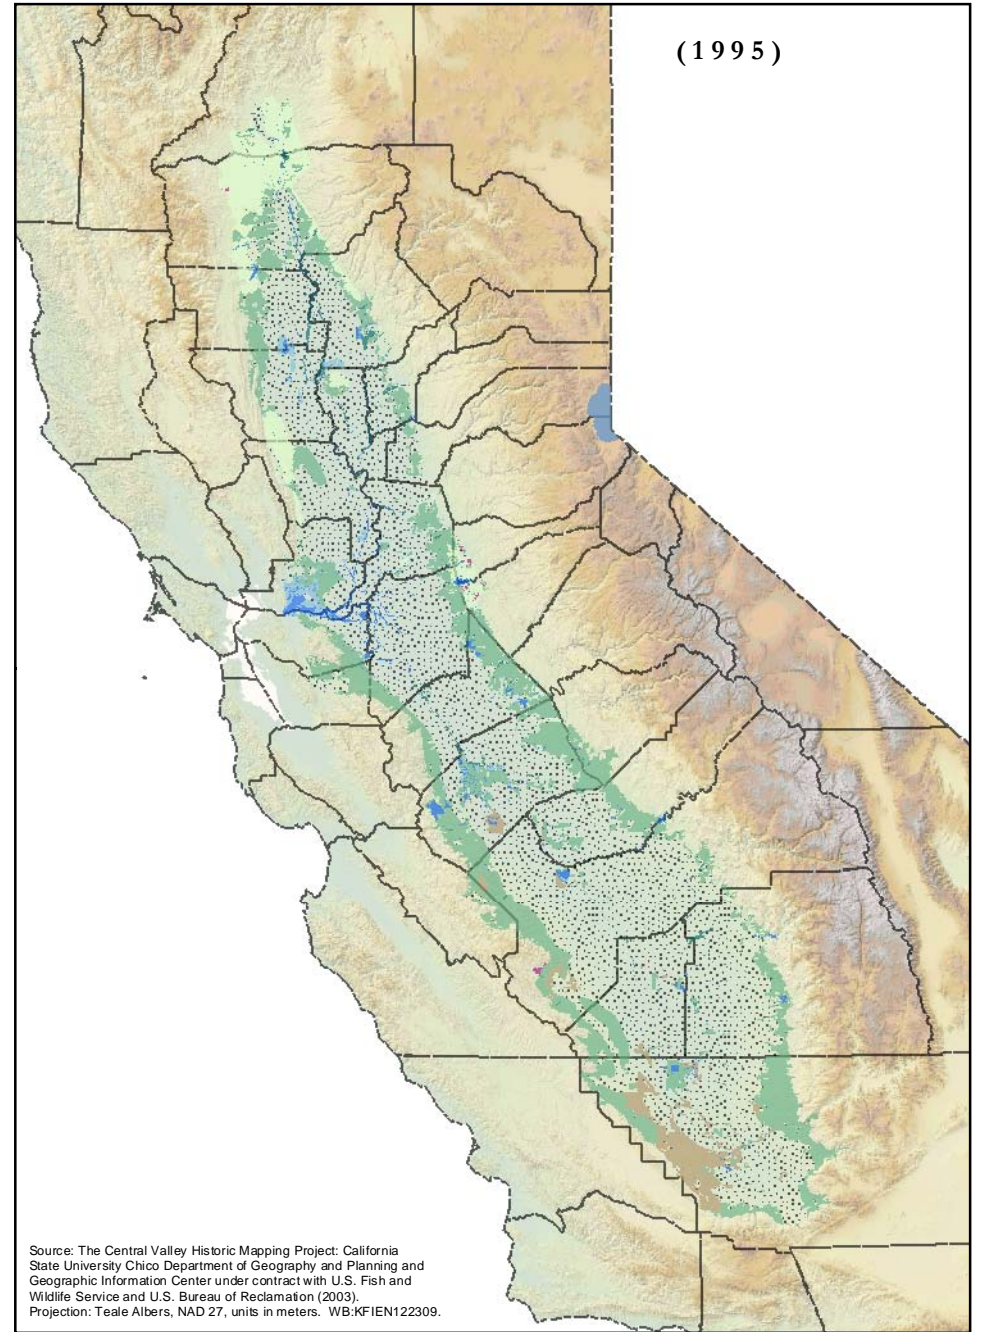 (1995)
Source: The Central Valley Historic Mapping Project: California
State University Chico Department of Geography and Planning and
Geographic Information Center under contract with U.S. Fish and
Wildlife Service and U.S. Bureau of Reclamation (2003).
Projection: Teale Albers, NAD 27, units in meters.  WB:KFIEN122309.